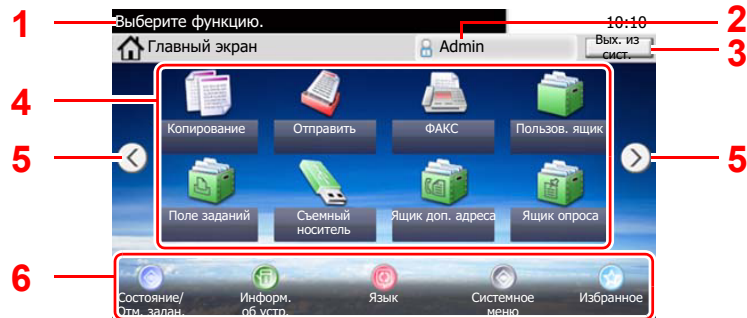 1 Выберите функцию. 10:10 2
Главный экран Admin Вых. из сист. 3
4
Копирование Отправить ФАКС Пользов. ящик
5 5
Поле заданий Съемный носитель Ящик доп. адреса Ящик опроса
6
Состояние/ Отм. задан. Информ. об устр. Язык Системное меню Избранное